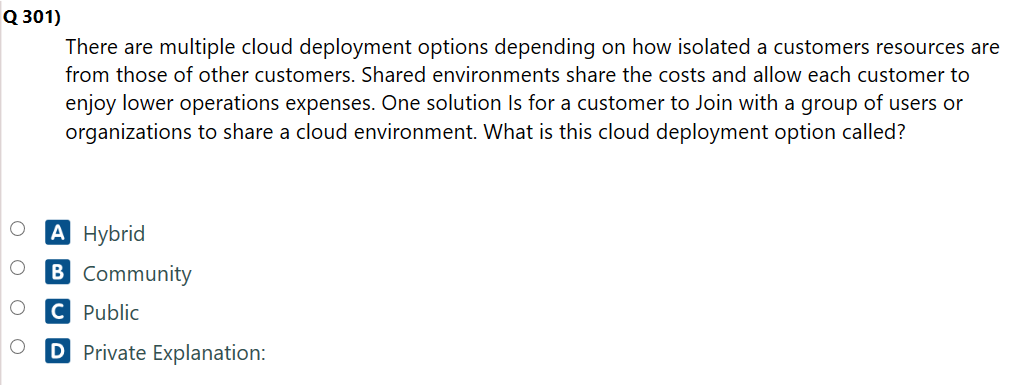 Q 301)
There are multiple cloud deployment options depending on how isolated a customers resources are
from those of other customers. Shared environments share the costs and allow each customer to
enjoy lower operations expenses. One solution Is for a customer to Join with a group of users or
organizations to share a cloud environment. What is this cloud deployment option called?
A Hybrid
B Community
C Public
D Private Explanation: